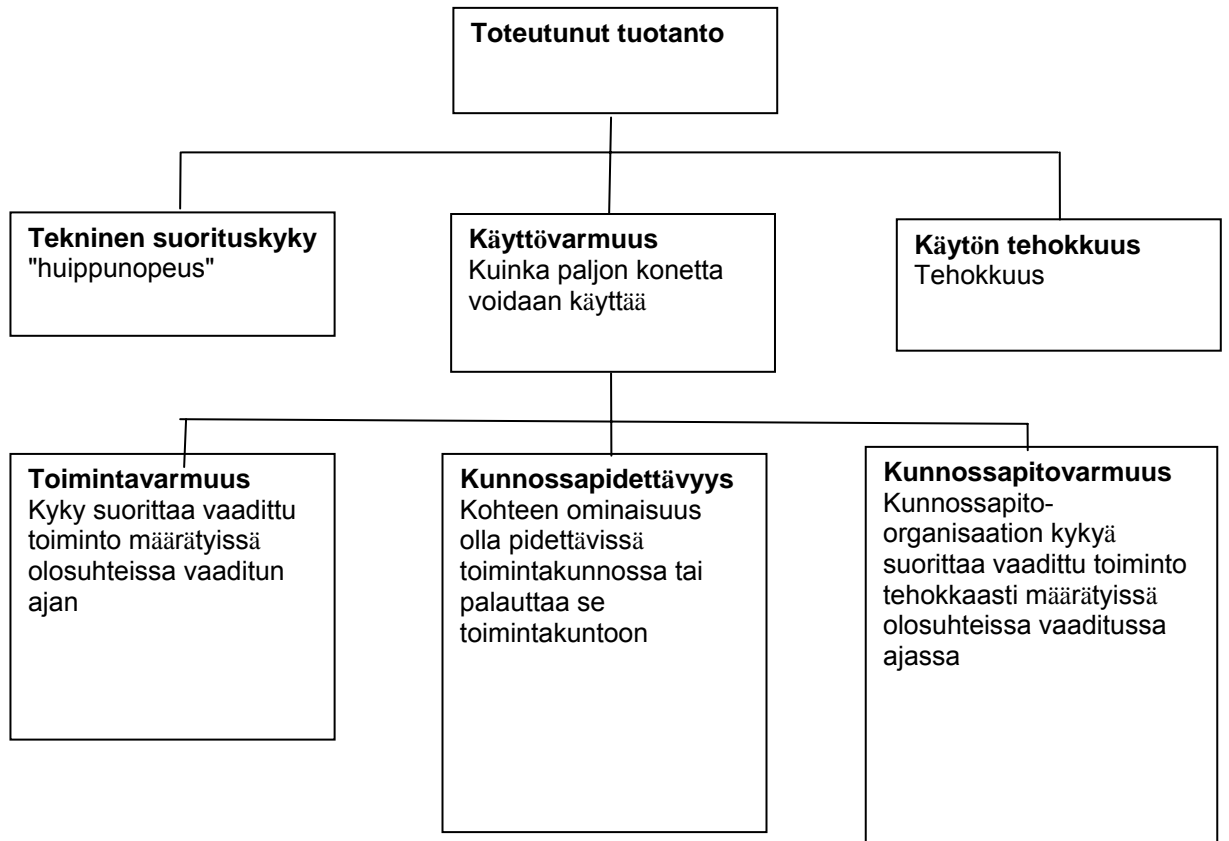 Toteutunut tuotanto
Tekninen suorituskyky
"huippunopeus"
Käyttövarmuus
Kuinka paljon konetta
voidaan käyttää
Käytön tehokkuus
Tehokkuus
Toimintavarmuus
Kyky suorittaa vaadittu
toiminto määrätyissä
olosuhteissa vaaditun
ajan
Kunnossapidettävyys
Kohteen ominaisuus
olla pidettävissä
toimintakunnossa tai
palauttaa se
toimintakuntoon
Kunnossapitovarmuus
Kunnossapito-
organisaation kykyä
suorittaa vaadittu toiminto
tehokkaasti määrätyissä
olosuhteissa vaaditussa
ajassa